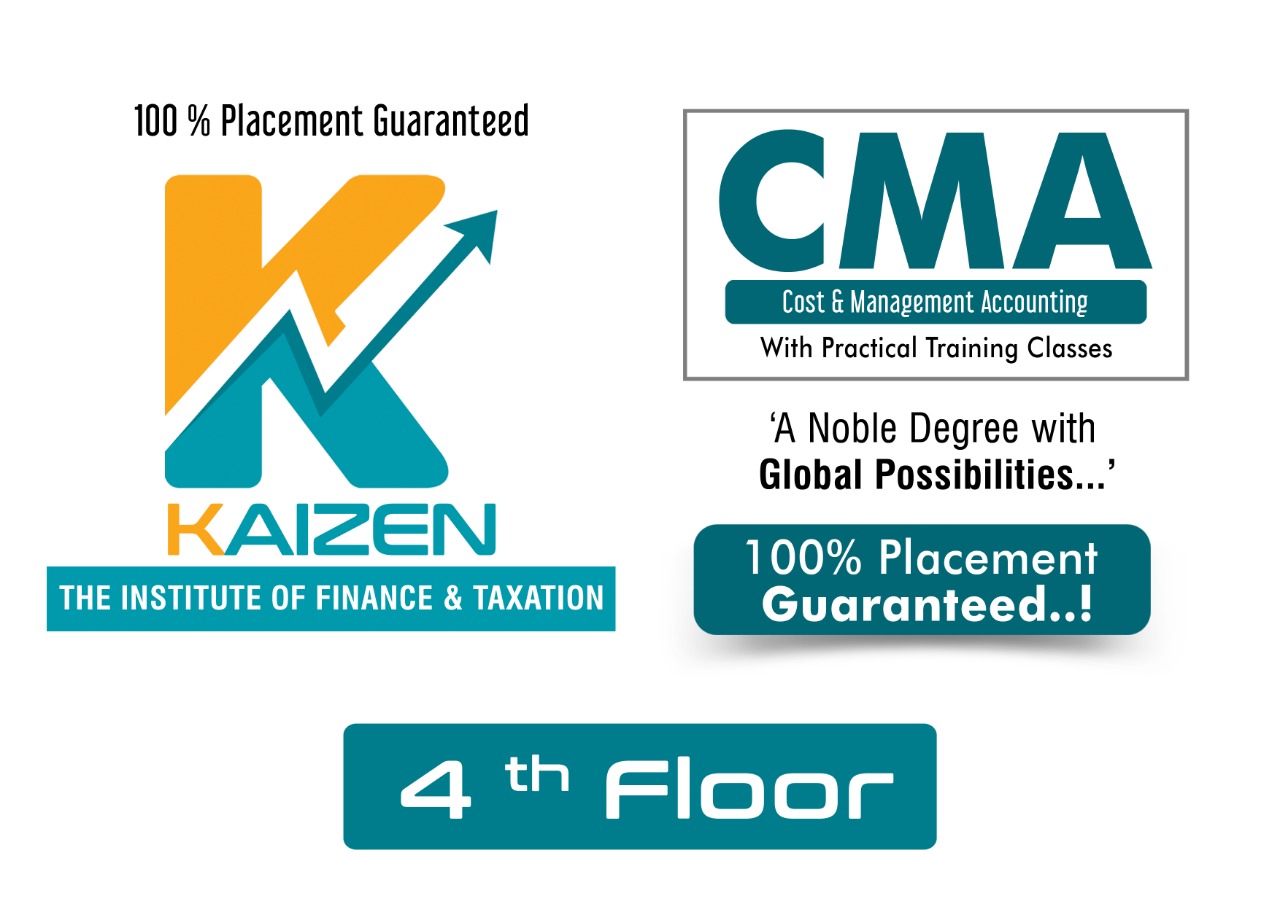 100 % Placement Guaranteed
KAIZEN
THE INSTITUTE OF FINANCE & TAXATION
CMA
Cost & Management Accounting
With Practical Training Classes
‘A Noble Degree with
Global Possibilities...’
100% Placement
Guaranteed..!
4 th Floor